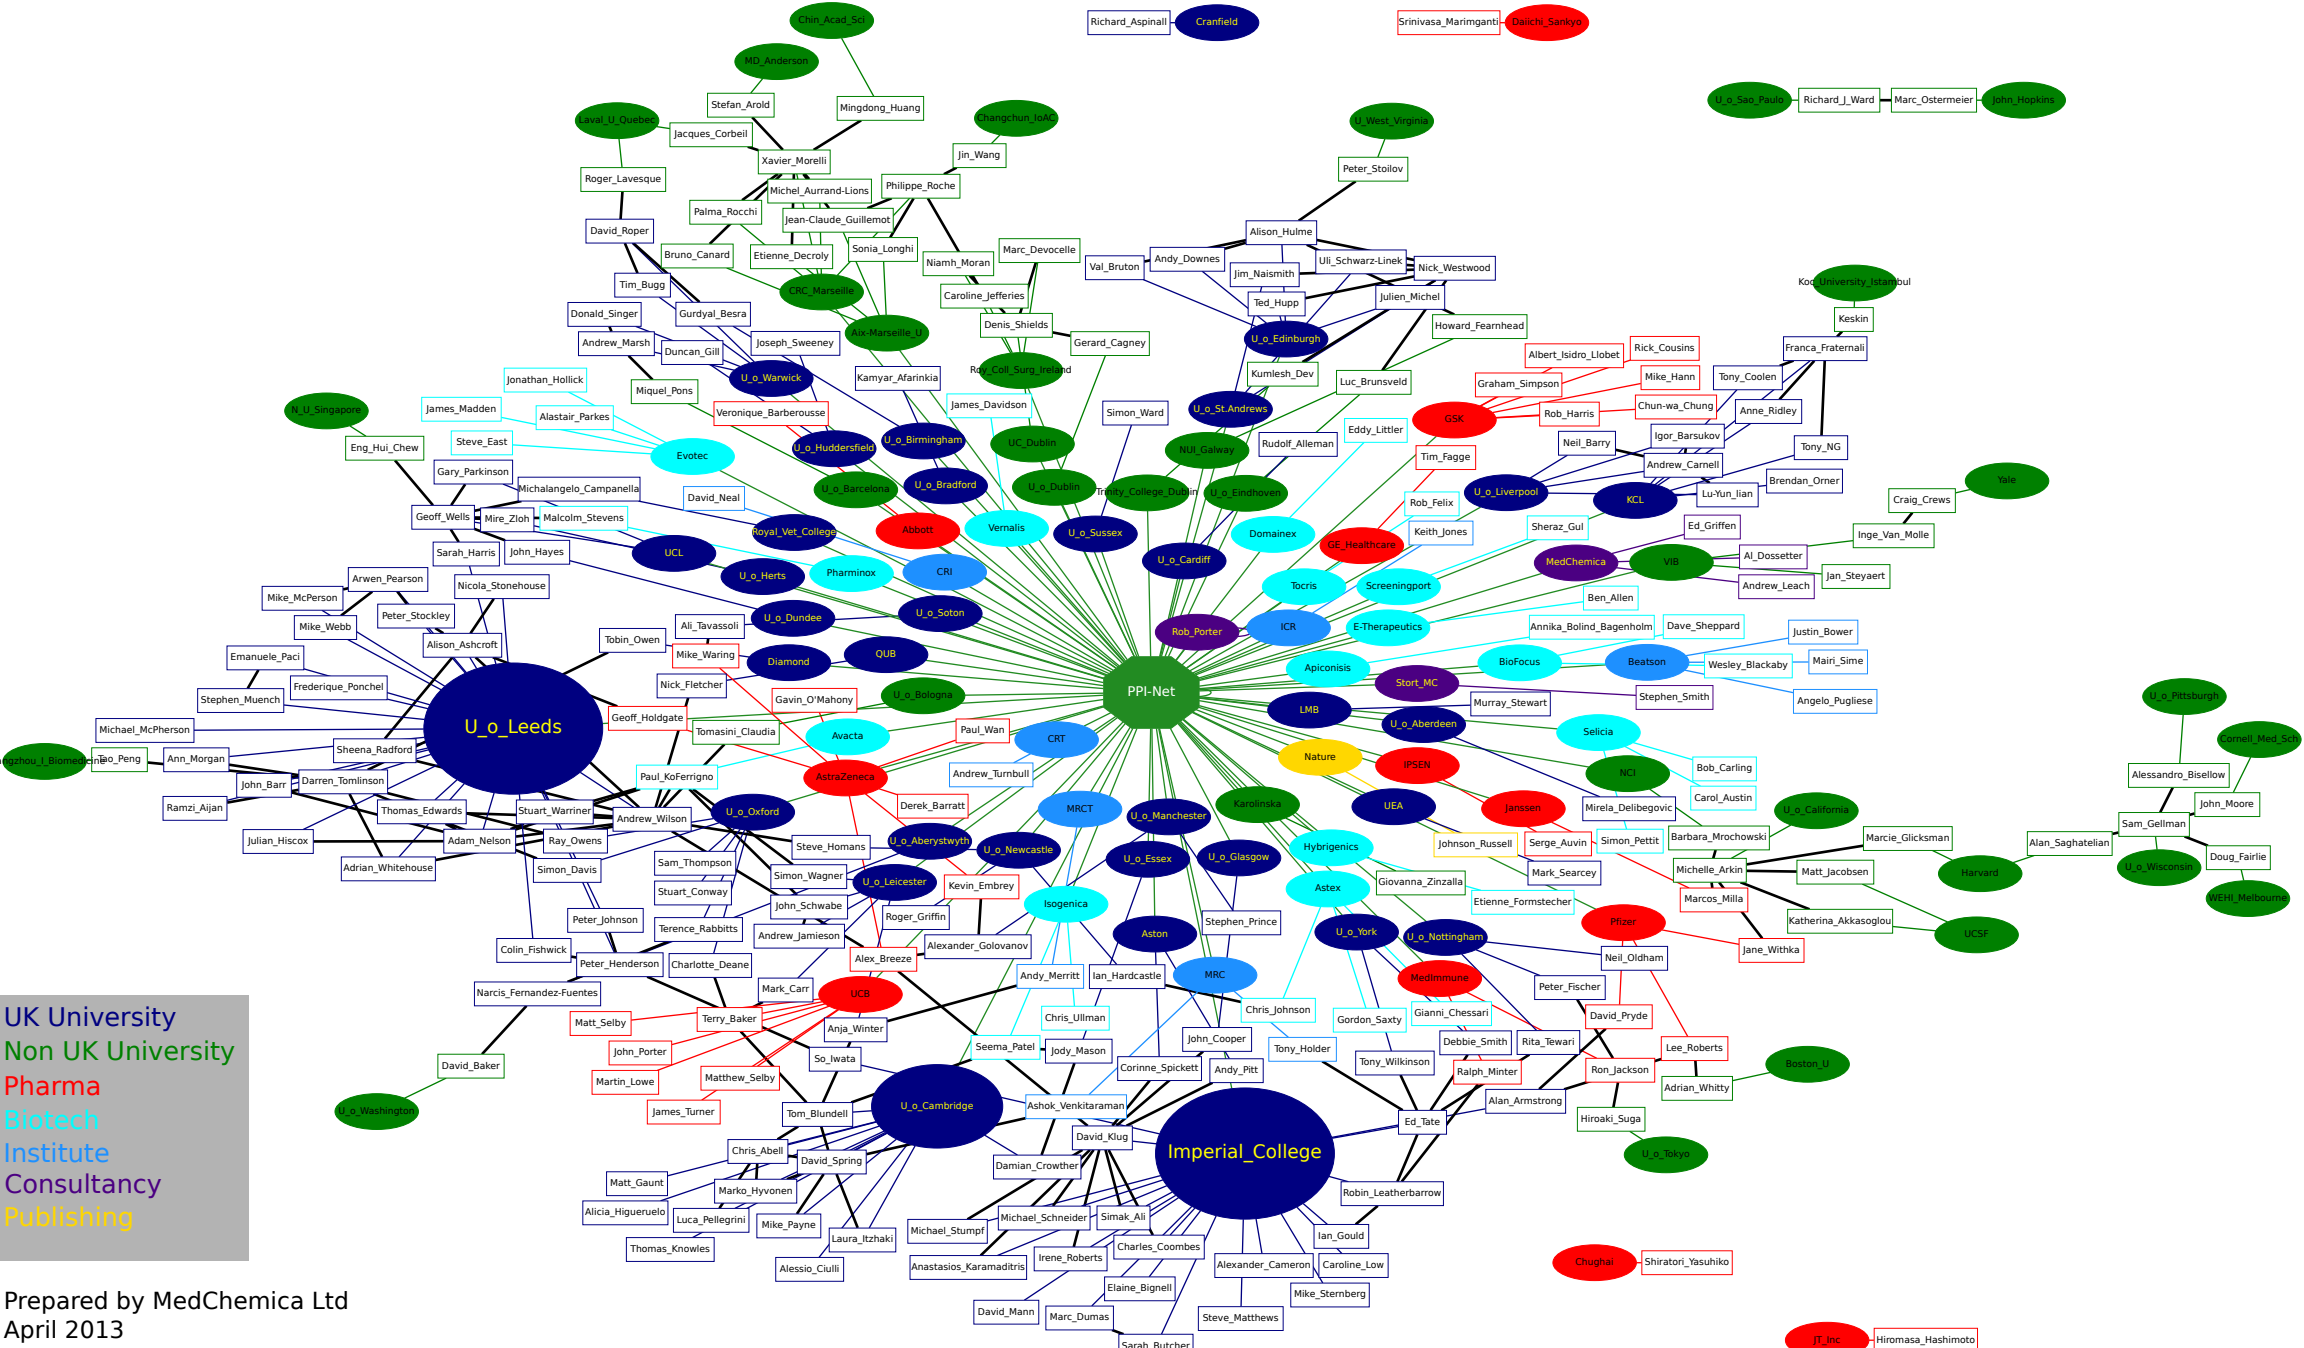 Chin_Acad_Sci
Richard_Aspinall
Cranfield
Srinivasa_Marimganti
Daiichi_Sankyo
MD_Anderson
Stefan_Arold
Mingdong_Huang
U_o_Sao_Paulo
Richard_J_Ward
Marc_Ostermeier
John_Hopkins
Laval_U_Quebec
Jacques_Corbeil
Changchun_IoAC
U_West_Virginia
Xavier_Morelli
Jin_Wang
Peter_Stoilov
Roger_Lavesque
Michel_Aurrand-Lions
Philippe_Roche
Palma_Rocchi
Jean-Claude_Guillemot
David_Roper
Alison_Hulme
Bruno_Canard
Etienne_Decroly
Sonia_Longhi
Niamh_Moran
Marc_Devocelle
Val_Bruton
Andy_Downes
Jim_Naismith
Uli_Schwarz-Linek
Nick_Westwood
Tim_Bugg
CRC_Marseille
Caroline_Jefferies
Ted_Hupp
Julien_Michel
Koc_University_Istambul
Donald_Singer
Gurdyal_Besra
Aix-Marseille_U
Denis_Shields
Howard_Fearnhead
Keskin
Andrew_Marsh
Duncan_Gill
Joseph_Sweeney
Gerard_Cagney
U_o_Edinburgh
Albert_Isidro_Llobet
Rick_Cousins
Franca_Fraternali
Jonathan_Hollick
Miquel_Pons
U_o_Warwick
Kamyar_Afarinkia
Roy_Coll_Surg_Ireland
Kumlesh_Dev
Luc_Brunsveld
Graham_Simpson
Mike_Hann
Tony_Coolen
N_U_Singapore
James_Madden
Alastair_Parkes
Veronique_Barberousse
James_Davidson
Simon_Ward
U_o_St.Andrews
GSK
Rob_Harris
Chun-wa_Chung
Anne_Ridley
Eng_Hui_Chew
Steve_East
Evotec
U_o_Huddersfield
U_o_Birmingham
UC_Dublin
NUI_Galway
Rudolf_Alleman
Eddy_Littler
Tim_Fagge
Neil_Barry
Igor_Barsukov
Tony_NG
Gary_Parkinson
Michalangelo_Campanella
David_Neal
U_o_Barcelona
U_o_Bradford
U_o_Dublin
Trinity_College_Dublin
U_o_Eindhoven
Andrew_Carnell
U_o_Liverpool
KCL
Lu-Yun_lian
Brendan_Orner
Yale
Craig_Crews
Geoff_Wells
Mire_Zloh
Malcolm_Stevens
Royal_Vet_College
Abbott
Vernalis
U_o_Sussex
Domainex
Rob_Felix
Keith_Jones
Sheraz_Gul
Ed_Griffen
Inge_Van_Molle
Sarah_Harris
John_Hayes
UCL
U_o_Herts
Pharminox
CRI
U_o_Cardiff
GE_Healthcare
Tocris
Screeningport
MedChemica
VIB
Al_Dossetter
Andrew_Leach
Jan_Steyaert
Arwen_Pearson
Nicola_Stonehouse
Mike_McPerson
Peter_Stockley
Mike_Webb
Ali_Tavassoli
U_o_Dundee
U_o_Soton
Rob_Porter
ICR
E-Therapeutics
Ben_Allen
Annika_Bolind_Bagenholm
Dave_Sheppard
Justin_Bower
Alison_Ashcroft
Tobin_Owen
Mike_Waring
Diamond
QUB
Apiconisis
BioFocus
Beatson
Wesley_Blackaby
Mairi_Sime
Emanuele_Paci
Frederique_Ponchel
Stephen_Muench
Nick_Fletcher
Gavin_O'Mahony
U_o_Bologna
PPI-Net
Stort_MC
Stephen_Smith
Angelo_Pugliese
U_o_Pittsburgh
Michael_McPherson
U_o_Leeds
Geoff_Holdgate
Tomasini_Claudia
Avacta
Paul_Wan
CRT
LMB
Murray_Stewart
U_o_Aberdeen
Selicia
Cornell_Med_Sch
Tao_Peng
Ann_Morgan
Sheena_Radford
Paul_KoFerrigno
AstraZeneca
Andrew_Turnbull
Nature
IPSEN
NCI
Bob_Carling
Carol_Austin
Alessandro_Bisellow
John_Barr
Darren_Tomlinson
Ramzi_Aijan
Thomas_Edwards
Stuart_Warriner
Andrew_Wilson
U_o_Oxford
Derek_Barratt
MRCT
U_o_Manchester
Karolinska
UEA
Janssen
Mirela_Delibegovic
U_o_California
John_Moore
Julian_Hiscox
Adam_Nelson
Ray_Owens
Steve_Homans
U_o_Aberystwyth
U_o_Newcastle
U_o_Essex
U_o_Glasgow
Hybrigenics
Johnson_Russell
Serge_Auvin
Simon_Pettit
Barbara_Mrochowski
Marcie_Glicksman
Alan_Saghatelian
Sam_Gellman
Doug_Fairlie
Adrian_Whitehouse
Simon_Davis
Sam_Thompson
Simon_Wagner
U_o_Leicester
Kevin_Embrey
Astex
Giovanna_Zinzalla
Mark_Searcey
Michelle_Arkin
Matt_Jacobsen
Harvard
U_o_Wisconsin
WEHI_Melbourne
Stuart_Conway
John_Schwabe
Roger_Griffin
Isogenica
Etienne_Formstecher
Marcos_Milla
Katherina_Akkasoglou
UCSF
Peter_Johnson
Terence_Rabbitts
Andrew_Jamieson
Alexander_Golovanov
Aston
Stephen_Prince
U_o_York
U_o_Nottingham
Pfizer
Jane_Withka
Colin_Fishwick
Peter_Henderson
Charlotte_Deane
Alex_Breeze
Andy_Merritt
Ian_Hardcastle
MRC
MedImmune
Neil_Oldham
Narcis_Fernandez-Fuentes
Mark_Carr
UCB
Peter_Fischer
Matt_Selby
Terry_Baker
Anja_Winter
Chris_Ullman
Chris_Johnson
Gordon_Saxty
Gianni_Chessari
David_Pryde
UK University
Non UK University
Pharma
Biotech
Institute
Consultancy
Publishing
John_Porter
So_Iwata
Seema_Patel
Jody_Mason
John_Cooper
Tony_Holder
Tony_Wilkinson
Debbie_Smith
Rita_Tewari
Lee_Roberts
David_Baker
Martin_Lowe
Matthew_Selby
Corinne_Spickett
Andy_Pitt
Ralph_Minter
Ron_Jackson
Adrian_Whitty
Boston_U
U_o_Washington
James_Turner
Tom_Blundell
U_o_Cambridge
Ashok_Venkitaraman
Ed_Tate
Alan_Armstrong
Hiroaki_Suga
Chris_Abell
David_Spring
David_Klug
Imperial_College
U_o_Tokyo
Matt_Gaunt
Marko_Hyvonen
Damian_Crowther
Robin_Leatherbarrow
Alicia_Higueruelo
Luca_Pellegrini
Mike_Payne
Laura_Itzhaki
Michael_Stumpf
Michael_Schneider
Simak_Ali
Ian_Gould
Thomas_Knowles
Alessio_Ciulli
Anastasios_Karamaditris
Irene_Roberts
Charles_Coombes
Alexander_Cameron
Caroline_Low
Chughai
Shiratori_Yasuhiko
Elaine_Bignell
Mike_Sternberg
David_Mann
Marc_Dumas
Steve_Matthews
Sarah_Butcher
JT_Inc
Hiromasa_Hashimoto
Prepared by MedChemica Ltd
April 2013